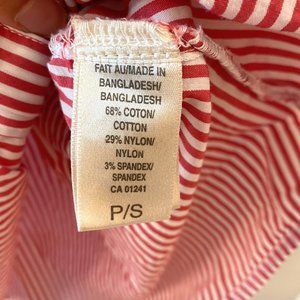 FAIT AU/MADE IN
BANGLADESH/
BANGLADESH
68% COTON/
COTTON
29% NYLON/
NYLON
3% SPANDEX/
SPANDEX
CA 01241
P/S